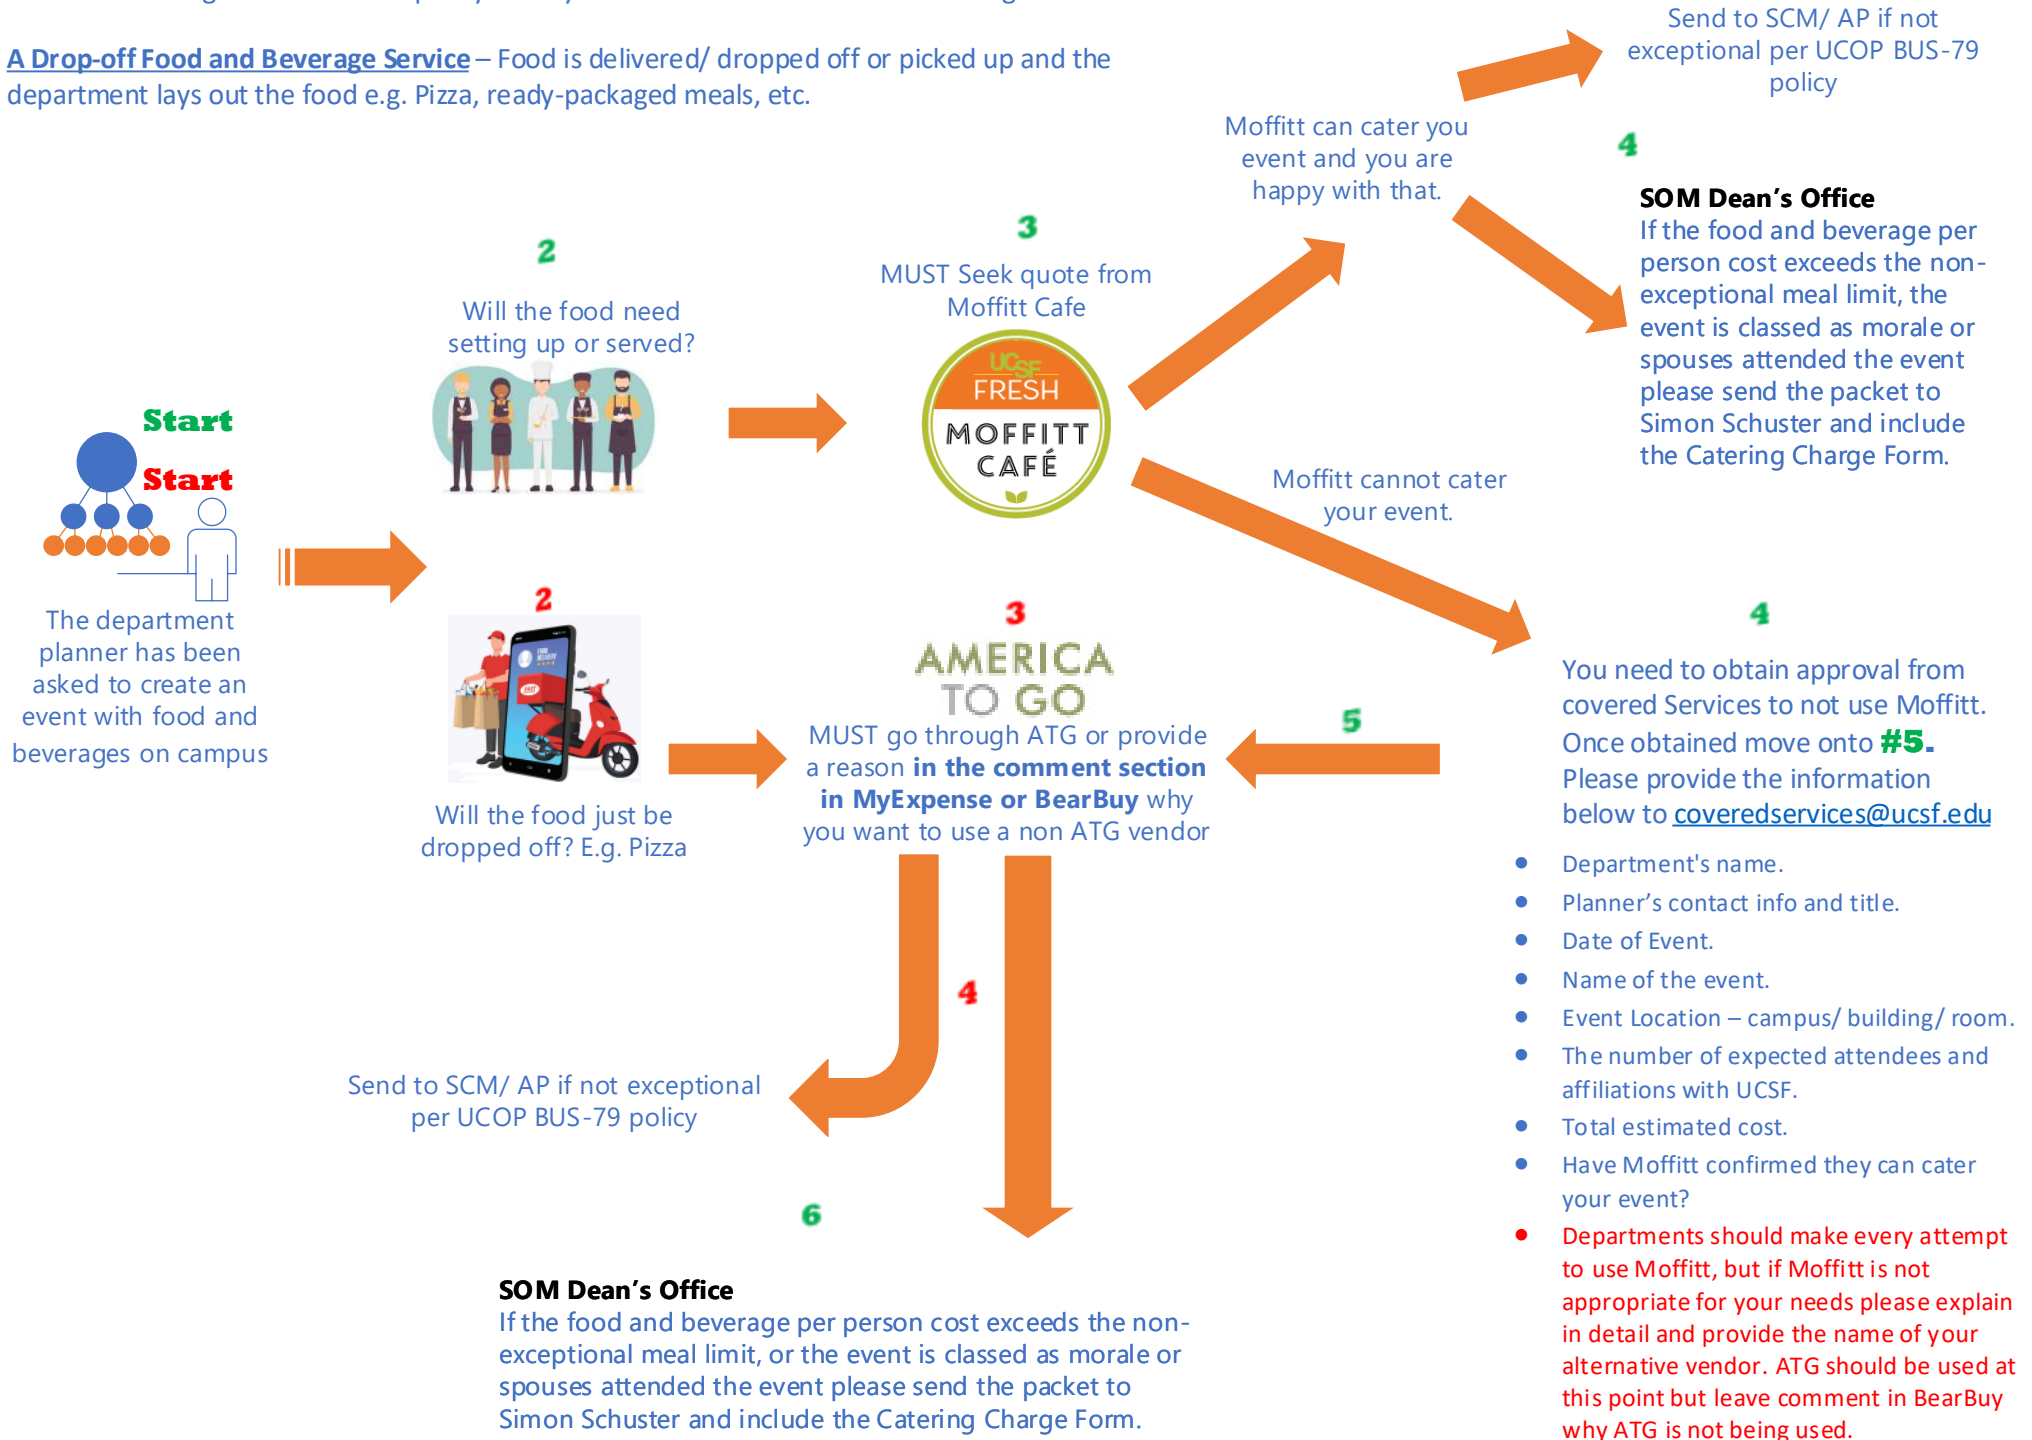 A Drop-off Food and Beverage Service – Food is delivered/ dropped off or picked up and the
department lays out the food e.g. Pizza, ready-packaged meals, etc.
Start
Start
The department
planner has been
asked to create an
event with food and
beverages on campus
2
Will the food need
setting up or served?
2
Will the food just be
dropped off? E.g. Pizza
3
MUST Seek quote from
Moffitt Cafe
UCSF
FRESH
MOFFITT
CAFÉ
3
AMERICA
TO GO
MUST go through ATG or provide
a reason in the comment section
in MyExpense or BearBuy why
you want to use a non ATG vendor
Moffitt can cater you
event and you are
happy with that.
Send to SCM/ AP if not
exceptional per UCOP BUS-79
policy
4
SOM Dean’s Office
If the food and beverage per
person cost exceeds the non-
exceptional meal limit, the
event is classed as morale or
spouses attended the event
please send the packet to
Simon Schuster and include
the Catering Charge Form.
Moffitt cannot cater
your event.
4
You need to obtain approval from
covered Services to not use Moffitt.
Once obtained move onto #5.
Please provide the information
below to coveredservices@ucsf.edu
• Department's name.
• Planner’s contact info and title.
• Date of Event.
• Name of the event.
• Event Location – campus/ building/ room.
• The number of expected attendees and
affiliations with UCSF.
• Total estimated cost.
• Have Moffitt confirmed they can cater
your event?
• Departments should make every attempt
to use Moffitt, but if Moffitt is not
appropriate for your needs please explain
in detail and provide the name of your
alternative vendor. ATG should be used at
this point but leave comment in BearBuy
why ATG is not being used.
5
4
Send to SCM/ AP if not exceptional
per UCOP BUS-79 policy
6
SOM Dean’s Office
If the food and beverage per person cost exceeds the non-
exceptional meal limit, or the event is classed as morale or
spouses attended the event please send the packet to
Simon Schuster and include the Catering Charge Form.